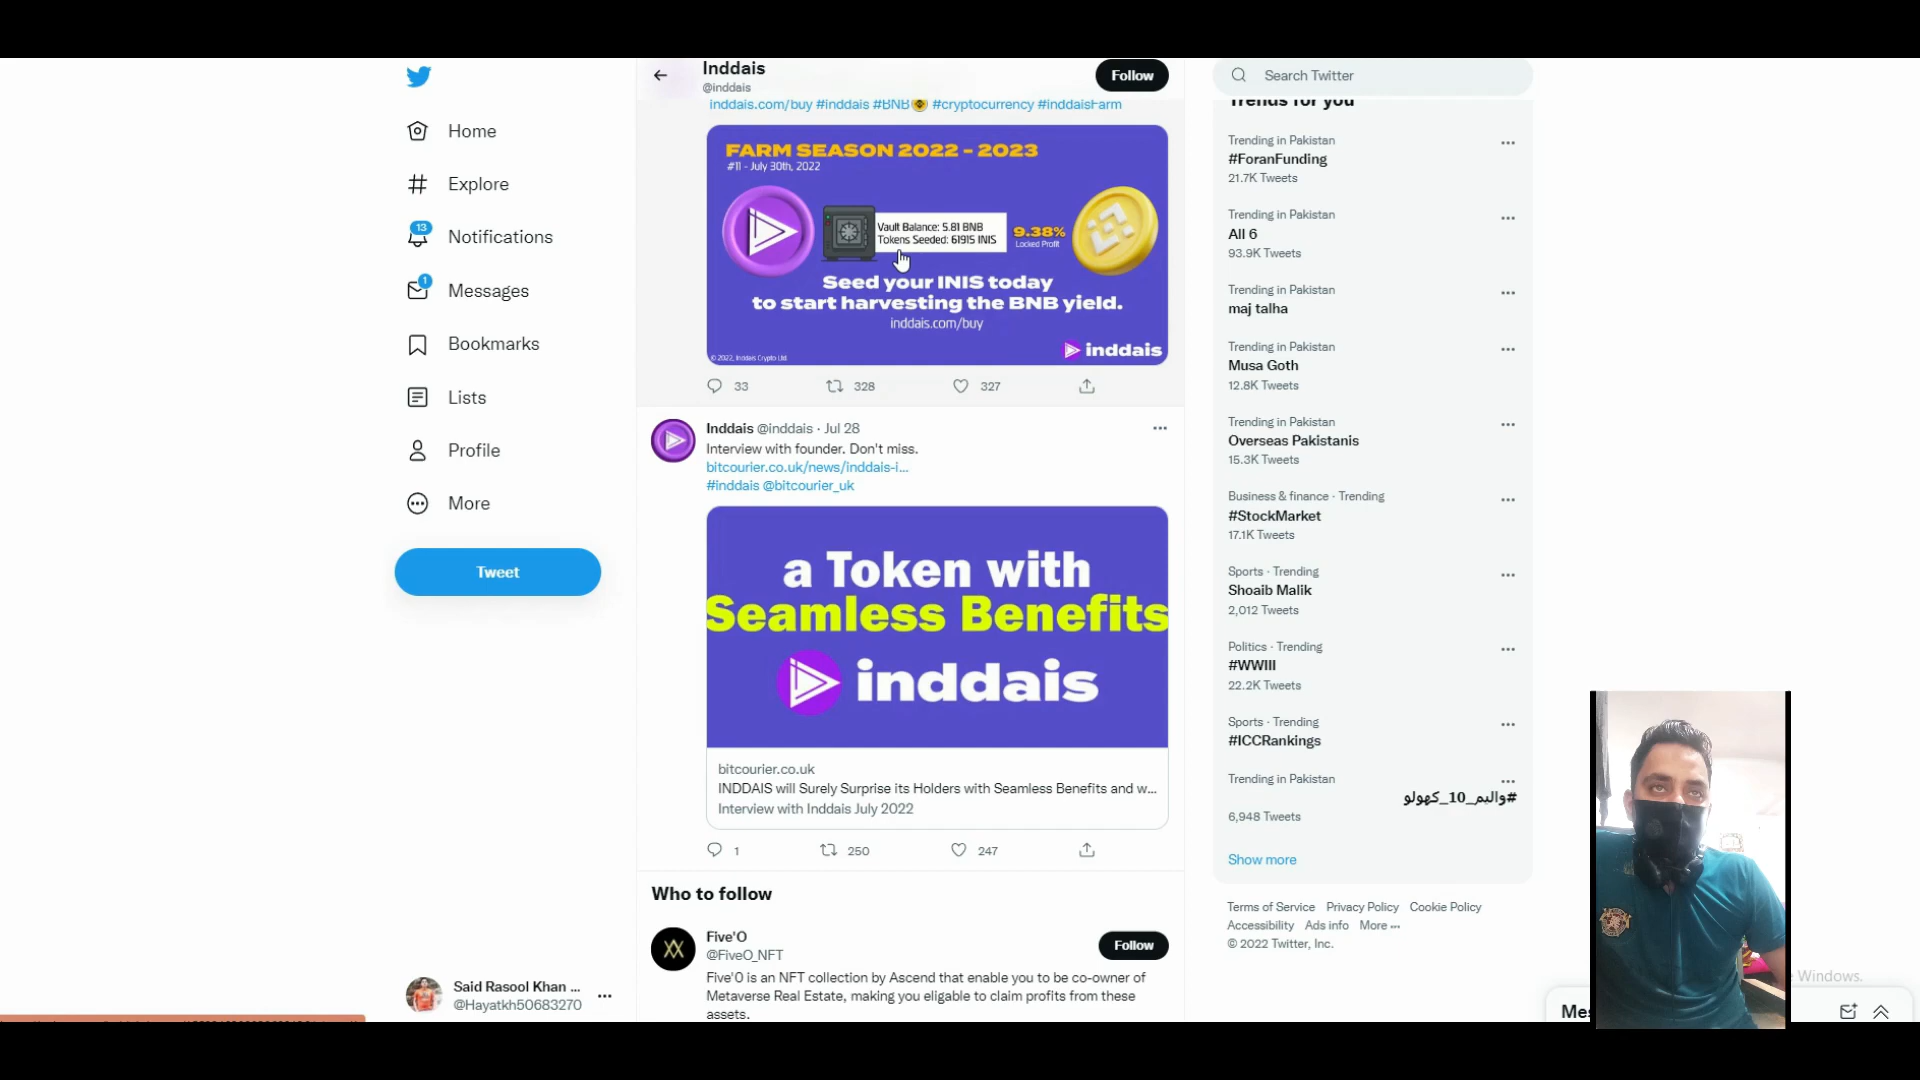 Home
Explore
13
Notifications
1
Messages
Bookmarks
Lists
Profile
More
Tweet
Said Rasool Khan ...
@Hayatkh50683270
Inddais
@inddais
Follow
inddais.com/buy #inddais #BNB #cryptocurrency #inddaisFarm
FARM SEASON 2022 - 2023
#11 - July 30th, 2022
Vault Balance: 5.81 BNB
Tokens Seeded: 61915 INIS
9.38%
Locked Profit
Seed your INIS today
to start harvesting the BNB yield.
inddais.com/buy
© 2022, Inddais Crypto Ltd.
inddais
33
328
327
Inddais @inddais · Jul 28
Interview with founder. Don't miss.
bitcourier.co.uk/news/inddais-i...
#inddais @bitcourier_uk
a Token with
Seamless Benefits
inddais
bitcourier.co.uk
INDDAIS will Surely Surprise its Holders with Seamless Benefits and w...
Interview with Inddais July 2022
1
250
247
Who to follow
Five'O
@FiveO_NFT
Follow
Five'O is an NFT collection by Ascend that enable you to be co-owner of
Metaverse Real Estate, making you eligable to claim profits from these
assets.
Search Twitter
Trends for you
Trending in Pakistan
#ForanFunding
21.7K Tweets
Trending in Pakistan
All 6
93.9K Tweets
Trending in Pakistan
maj talha
Trending in Pakistan
Musa Goth
12.8K Tweets
Trending in Pakistan
Overseas Pakistanis
15.3K Tweets
Business & finance · Trending
#StockMarket
17.1K Tweets
Sports · Trending
Shoaib Malik
2,012 Tweets
Politics · Trending
#WWIII
22.2K Tweets
Sports · Trending
#ICCRankings
Trending in Pakistan
#والیم_10_کھولو
6,948 Tweets
Show more
Terms of Service Privacy Policy Cookie Policy
Accessibility Ads info More ...
© 2022 Twitter, Inc.
Windows.